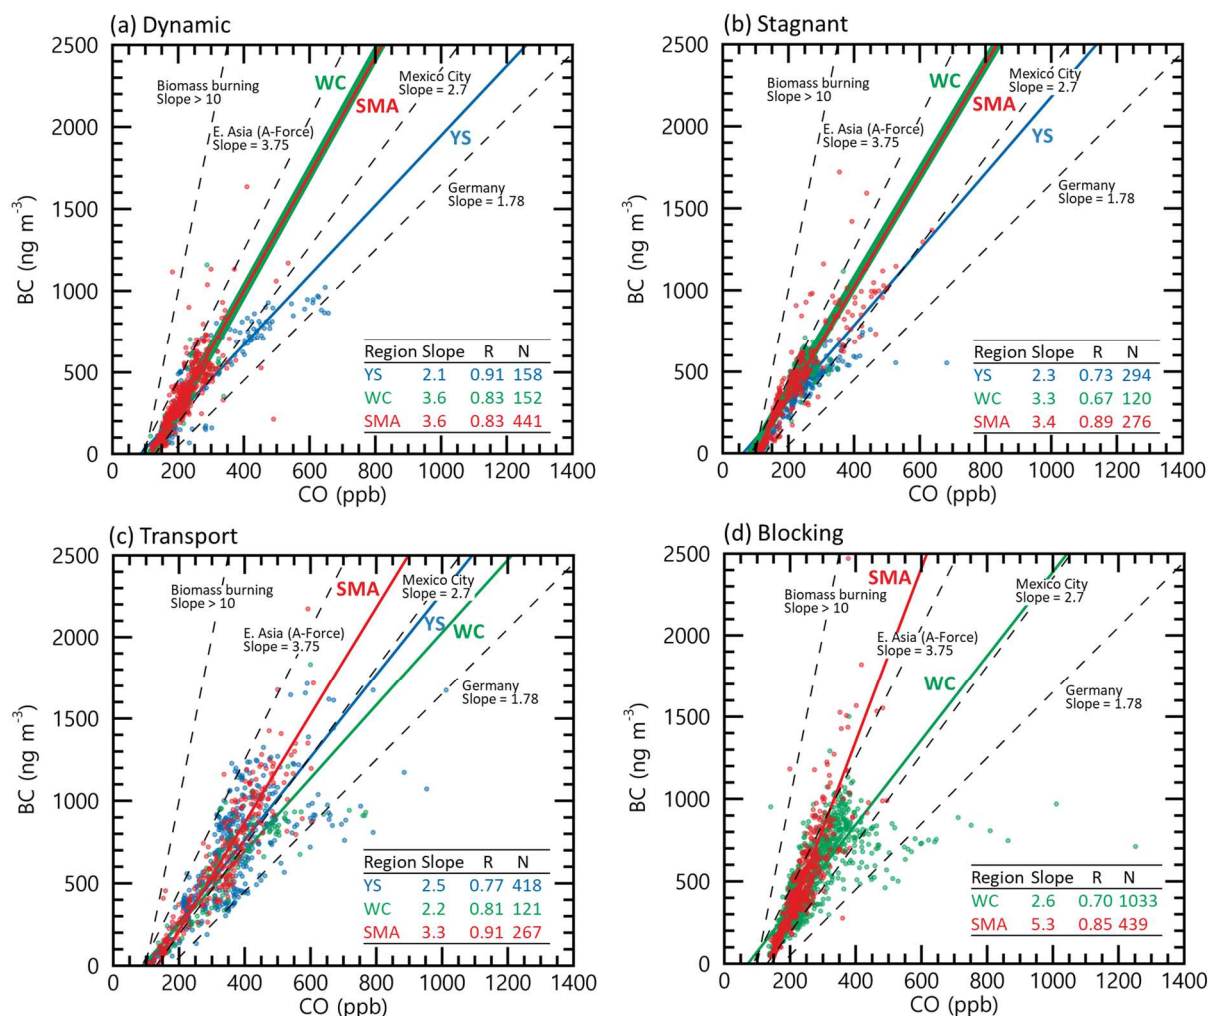 (a) Dynamic
2500
2000
1500
1000
500
0
BC (ng m⁻³)
0 200 400 600 800 1000 1200 1400
CO (ppb)
Biomass burning
Slope > 10
WC
Mexico City
Slope = 2.7
SMA
E. Asia (A-Force)
Slope = 3.75
YS
Germany
Slope = 1.78
Region Slope R N
YS 2.1 0.91 158
WC 3.6 0.83 152
SMA 3.6 0.83 441
(b) Stagnant
2500
2000
1500
1000
500
0
BC (ng m⁻³)
0 200 400 600 800 1000 1200 1400
CO (ppb)
Biomass burning
Slope > 10
WC
Mexico City
Slope = 2.7
SMA
E. Asia (A-Force)
Slope = 3.75
YS
Germany
Slope = 1.78
Region Slope R N
YS 2.3 0.73 294
WC 3.3 0.67 120
SMA 3.4 0.89 276
(c) Transport
2500
2000
1500
1000
500
0
BC (ng m⁻³)
0 200 400 600 800 1000 1200 1400
CO (ppb)
Biomass burning
Slope > 10
SMA
Mexico City
Slope = 2.7
E. Asia (A-Force)
Slope = 3.75
YS
WC
Germany
Slope = 1.78
Region Slope R N
YS 2.5 0.77 418
WC 2.2 0.81 121
SMA 3.3 0.91 267
(d) Blocking
2500
2000
1500
1000
500
0
BC (ng m⁻³)
0 200 400 600 800 1000 1200 1400
CO (ppb)
Biomass burning
Slope > 10
SMA
Mexico City
Slope = 2.7
E. Asia (A-Force)
Slope = 3.75
WC
Germany
Slope = 1.78
Region Slope R N
WC 2.6 0.70 1033
SMA 5.3 0.85 439